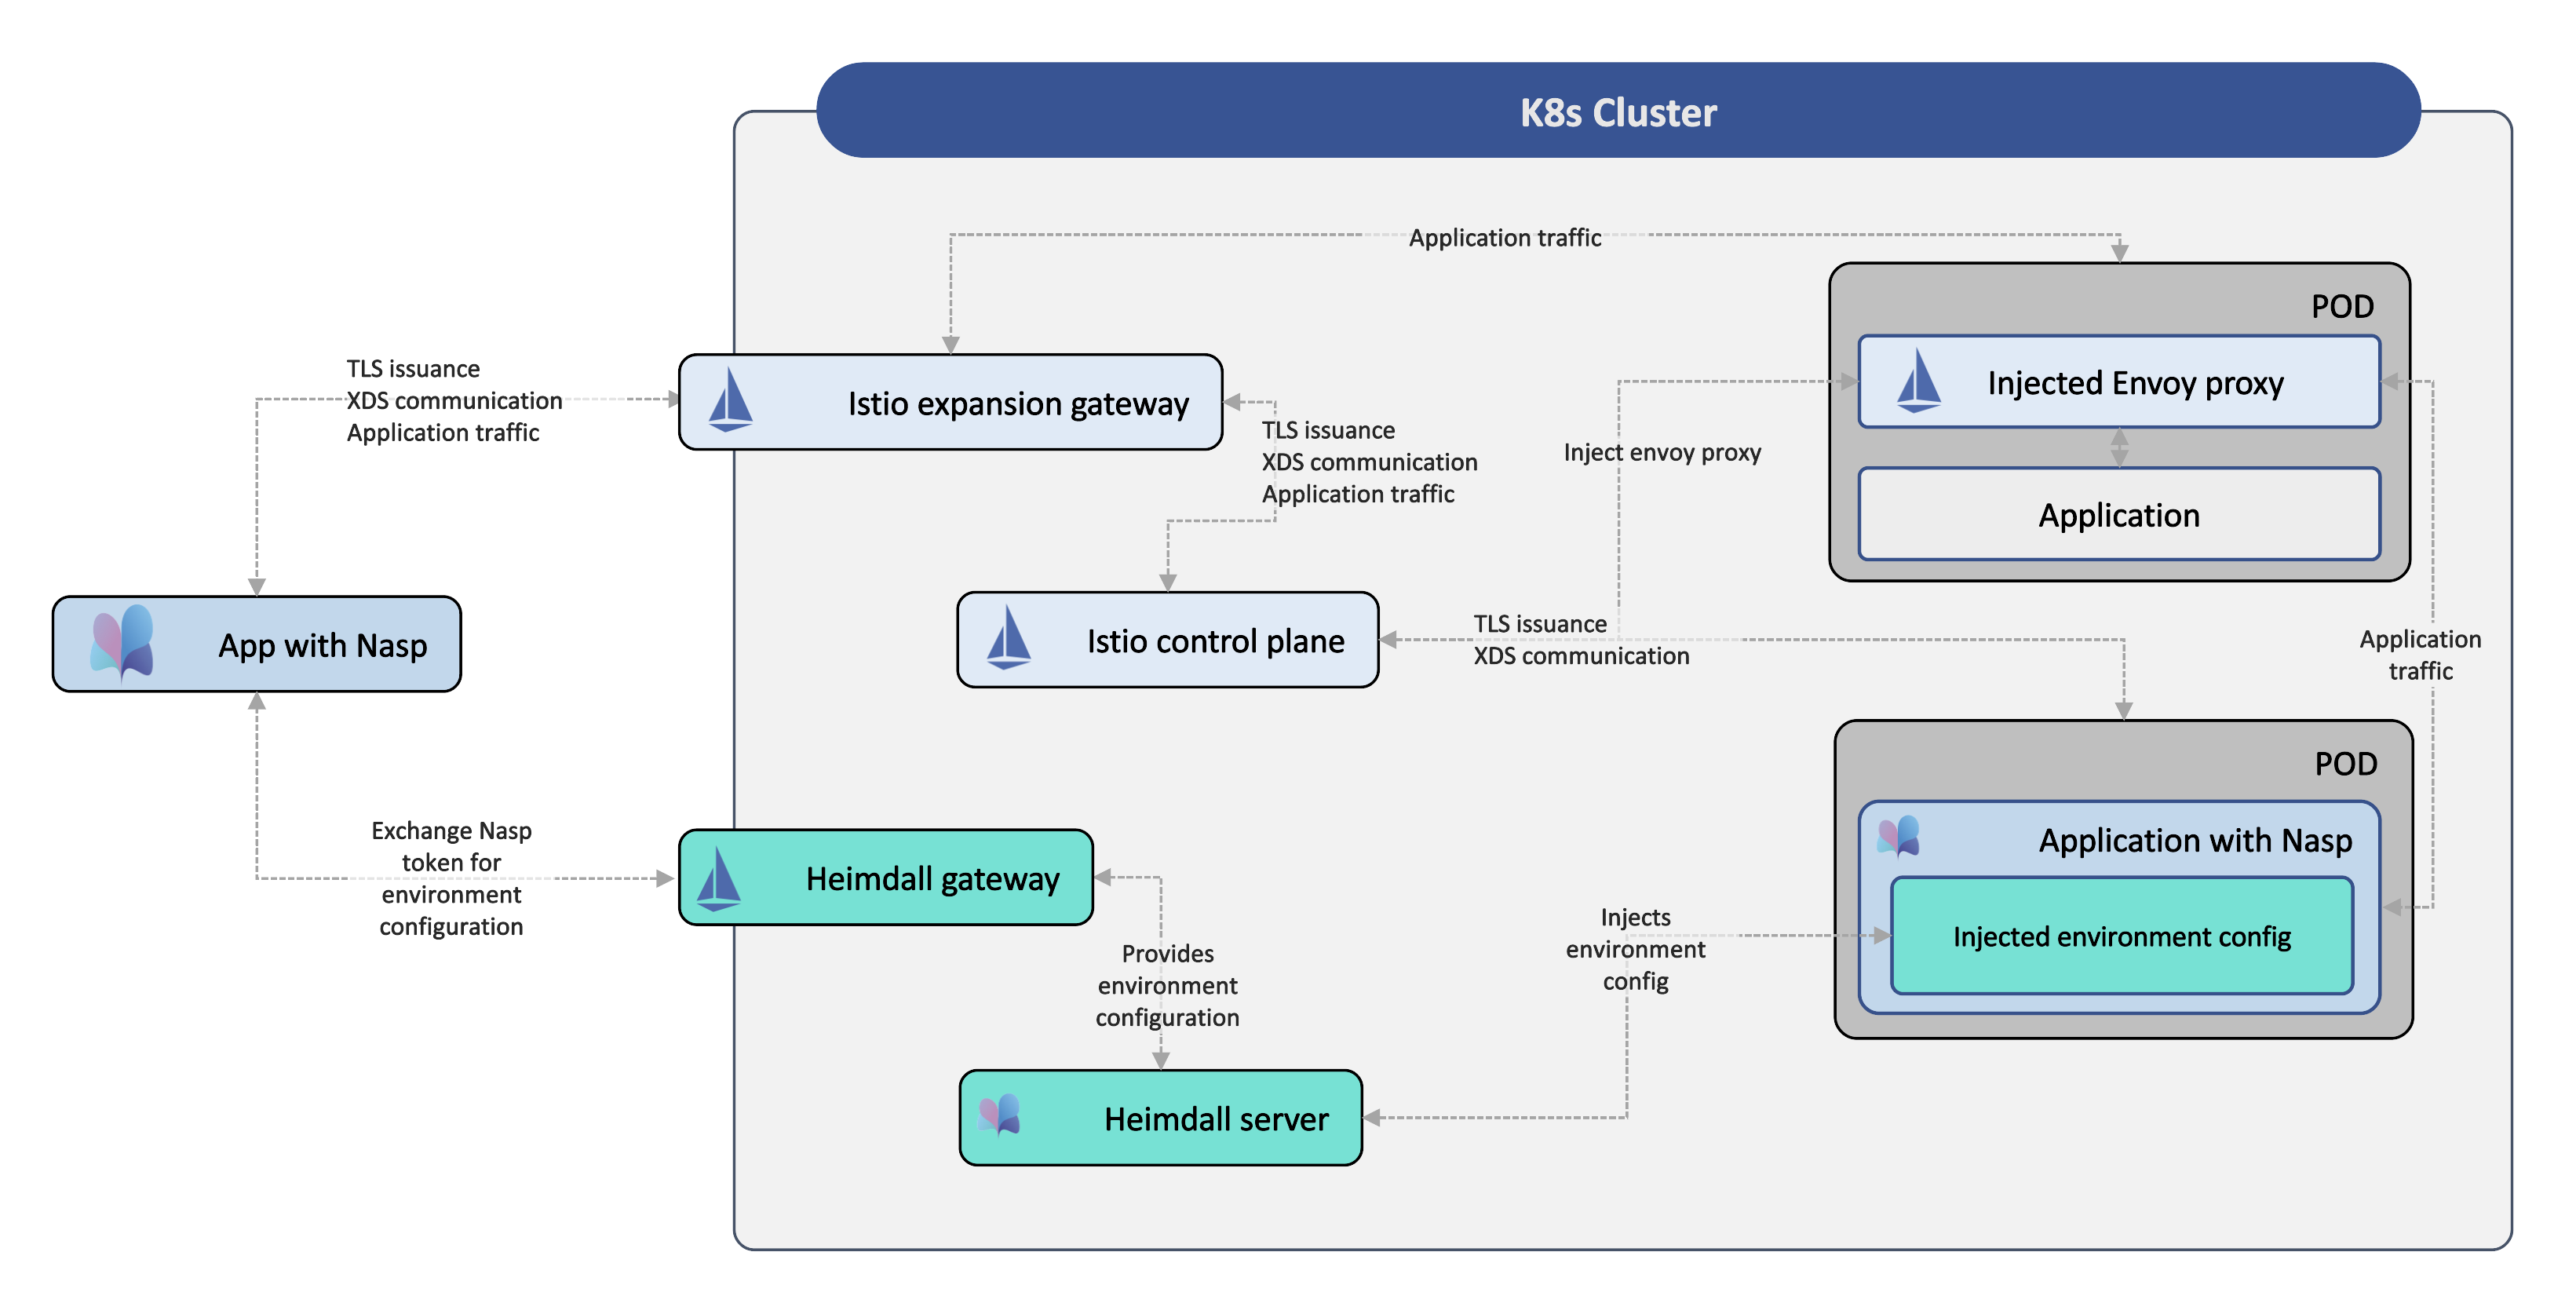 K8s Cluster
Application traffic
POD
Injected Envoy proxy
Application
TLS issuance
XDS communication
Application traffic
Istio expansion gateway
TLS issuance
XDS communication
Application traffic
Inject envoy proxy
App with Nasp
Istio control plane
TLS issuance
XDS communication
Application
traffic
POD
Application with Nasp
Injected environment config
Exchange Nasp
token for
environment
configuration
Heimdall gateway
Provides
environment
configuration
Injects
environment
config
Heimdall server